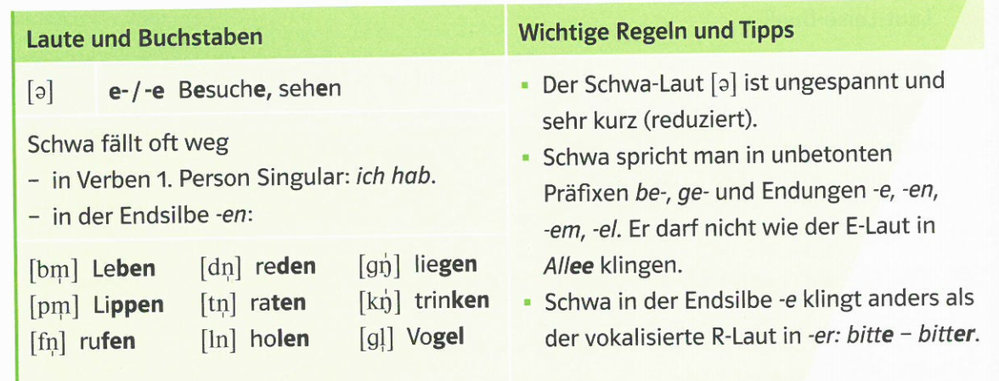 Laute und Buchstaben
[ə] e- / -e Besuche, sehen
Schwa fällt oft weg
– in Verben 1. Person Singular: ich hab.
– in der Endsilbe -en:
[bm̩] Leben [dn̩] reden [gŋ̍] liegen
[pm̩] Lippen [tn̩] raten [kŋ̍] trinken
[fn̩] rufen [ln] holen [gl̩] Vogel
Wichtige Regeln und Tipps
▪ Der Schwa-Laut [ə] ist ungespannt und
sehr kurz (reduziert).
▪ Schwa spricht man in unbetonten
Präfixen be-, ge- und Endungen -e, -en,
-em, -el. Er darf nicht wie der E-Laut in
Allee klingen.
▪ Schwa in der Endsilbe -e klingt anders als
der vokalisierte R-Laut in -er: bitte – bitter.